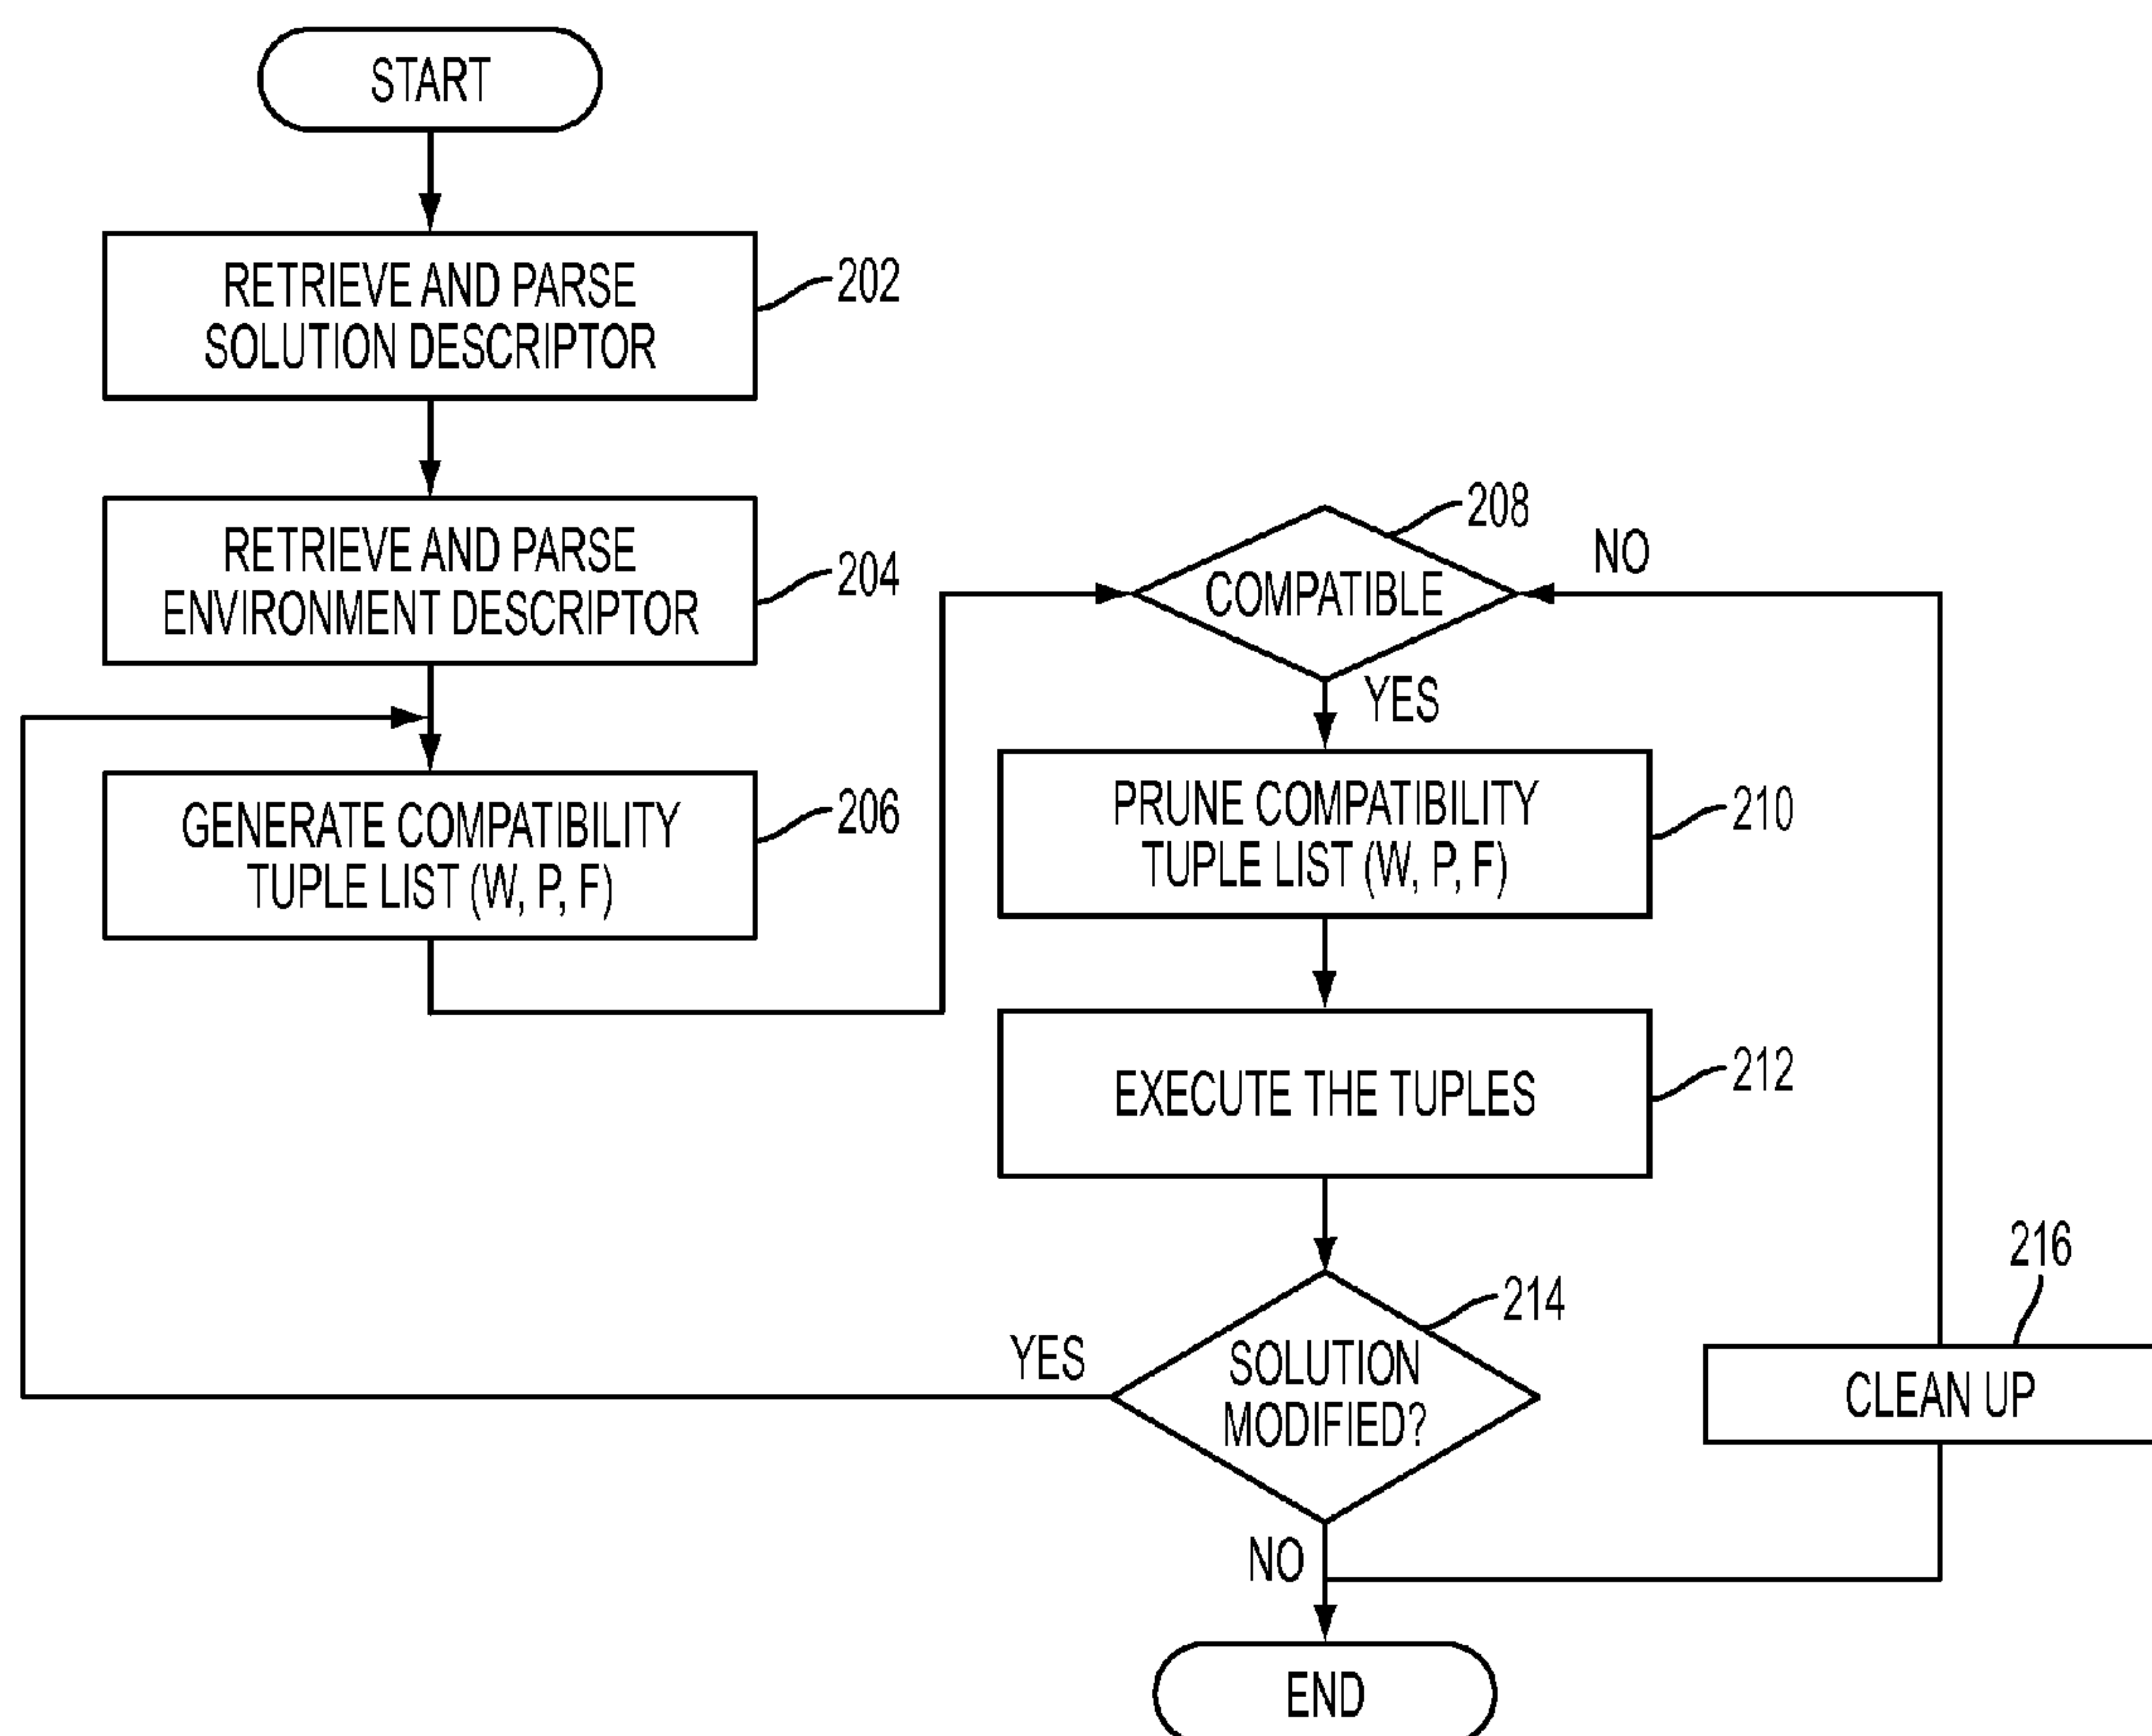 START
RETRIEVE AND PARSE
SOLUTION DESCRIPTOR
202
RETRIEVE AND PARSE
ENVIRONMENT DESCRIPTOR
204
GENERATE COMPATIBILITY
TUPLE LIST (W, P, F)
206
COMPATIBLE
208
NO
YES
PRUNE COMPATIBILITY
TUPLE LIST (W, P, F)
210
EXECUTE THE TUPLES
212
SOLUTION
MODIFIED?
214
YES
NO
CLEAN UP
216
END